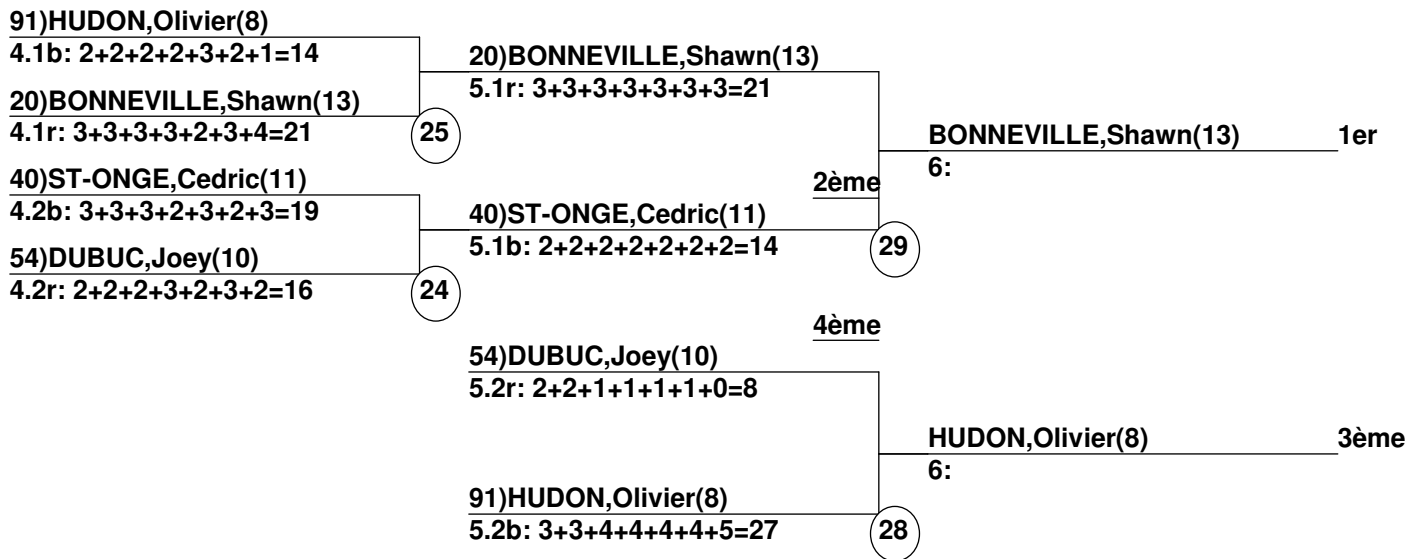 91)HUDON,Olivier(8)
4.1b: 2+2+2+2+3+2+1=14
20)BONNEVILLE,Shawn(13)
4.1r: 3+3+3+3+2+3+4=21
25
40)ST-ONGE,Cedric(11)
4.2b: 3+3+3+2+3+2+3=19
54)DUBUC,Joey(10)
4.2r: 2+2+2+3+2+3+2=16
24
20)BONNEVILLE,Shawn(13)
5.1r: 3+3+3+3+3+3+3=21
2ème
40)ST-ONGE,Cedric(11)
5.1b: 2+2+2+2+2+2+2=14
29
BONNEVILLE,Shawn(13) 1er
6:
4ème
54)DUBUC,Joey(10)
5.2r: 2+2+1+1+1+1+0=8
91)HUDON,Olivier(8)
5.2b: 3+3+4+4+4+4+5=27
28
HUDON,Olivier(8) 3ème
6: